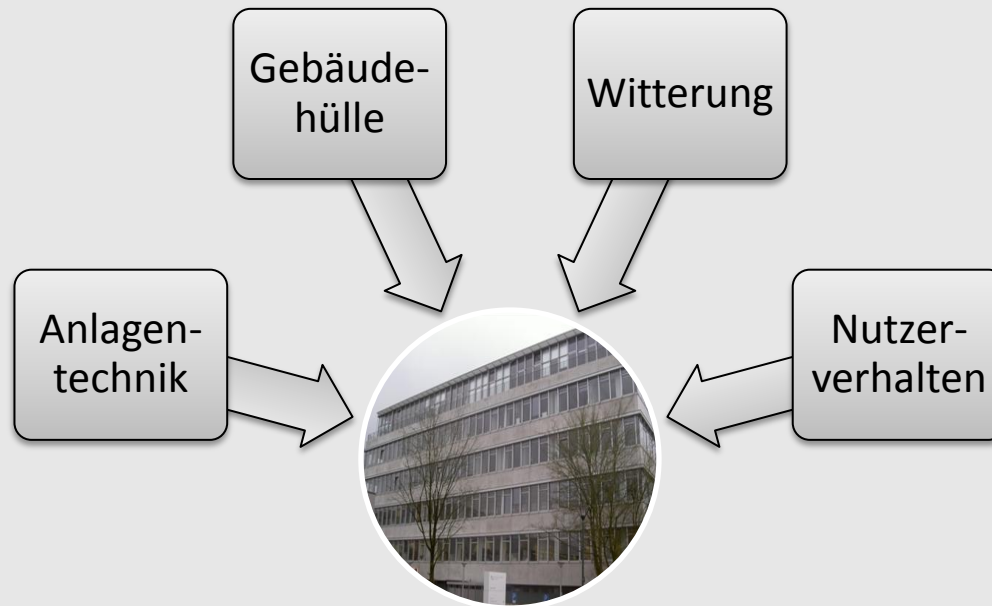 Gebäude-
hülle
Witterung
Anlagen-
technik
Nutzer-
verhalten